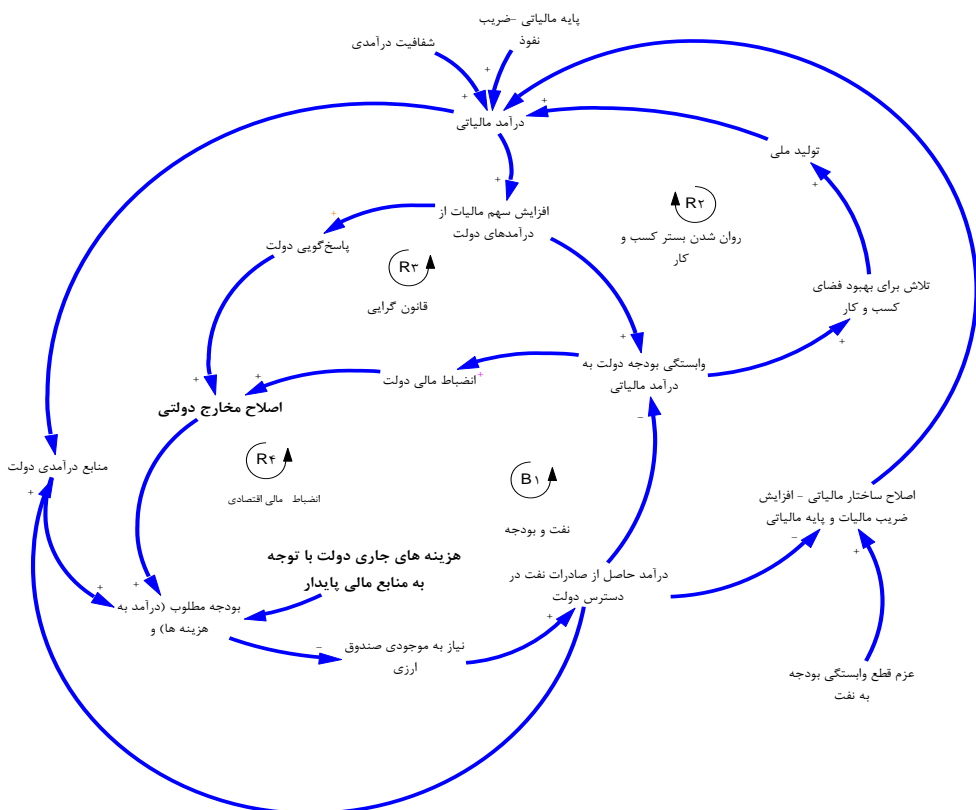 پایه مالیاتی -ضریب
نفوذ
شفافیت درآمدی
+
+
+
+
درآمد مالیاتی
تولید ملی
+
+
افزایش سهم مالیات از
درآمدهای دولت
+
پاسخ‌گویی دولت
R۲
روان شدن بستر کسب و
کار
R۳
قانون گرایی
تلاش برای بهبود فضای
کسب و کار
+
+
وابستگی بودجه دولت به
درآمد مالیاتی
+
انضباط مالی دولت
+
+
اصلاح مخارج دولتی
–
R۴
انضباط مالی اقتصادی
B۱
نفت و بودجه
منابع درآمدی دولت
+
اصلاح ساختار مالیاتی - افزایش
ضریب مالیات و پایه مالیاتی
–
+
هزینه های جاری دولت با توجه
به منابع مالی پایدار
درآمد حاصل از صادرات نفت در
دسترس دولت
+
+
+
بودجه مطلوب (درآمد به
هزینه ها) و
–
نیاز به موجودی صندوق
ارزی
عزم قطع وابستگی بودجه
به نفت